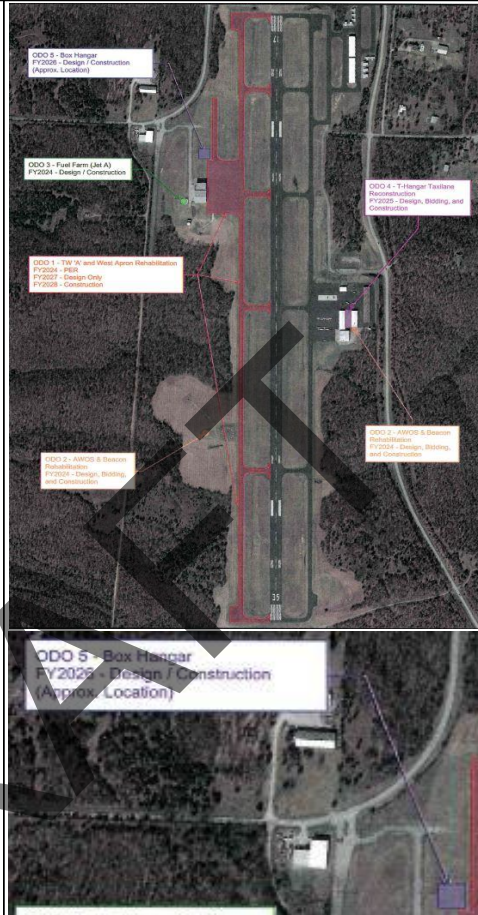 17
ODO 5 - Box Hangar
FY2026 - Design / Construction
(Approx. Location)
ODO 3 - Fuel Farm (Jet A)
FY2024 - Design / Construction
ODO 4 - T-Hangar Taxilane
Reconstruction
FY2025 - Design, Bidding, and
Construction
ODO 1 - TW 'A' and West Apron Rehabilitation
FY2024 - PER
FY2027 - Design Only
FY2028 - Construction
ODO 2 - AWOS & Beacon
Rehabilitation
FY2024 - Design, Bidding,
and Construction
ODO 2 - AWOS & Beacon
Rehabilitation
FY2024 - Design, Bidding,
and Construction
35
ODO 5 - Box Hangar
FY2026 - Design / Construction
(Approx. Location)